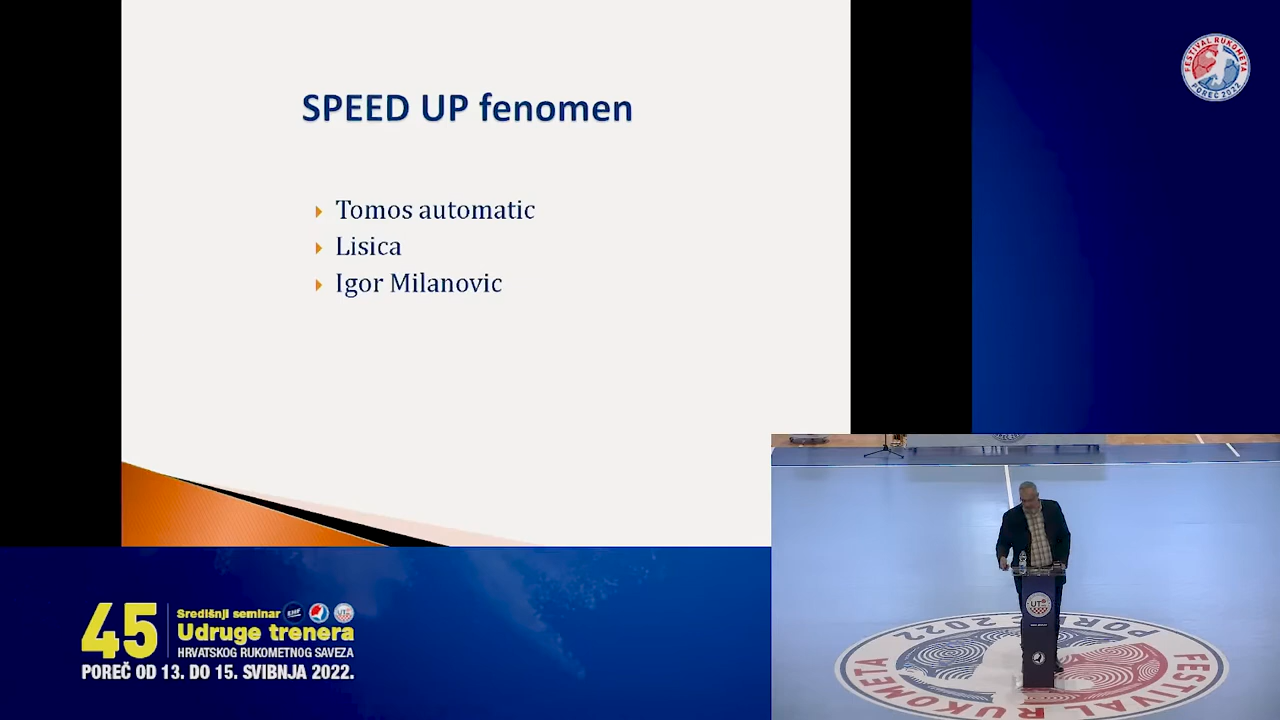 SPEED UP fenomen
Tomos automatic
Lisica
Igor Milanovic
FESTIVAL RUKOMETA
POREČ 2022
45
Središnji seminar
Udruge trenera
HRVATSKOG RUKOMETNOG SAVEZA
POREČ OD 13. DO 15. SVIBNJA 2022.
POREČ 2022
FESTIVAL RUKOMETA